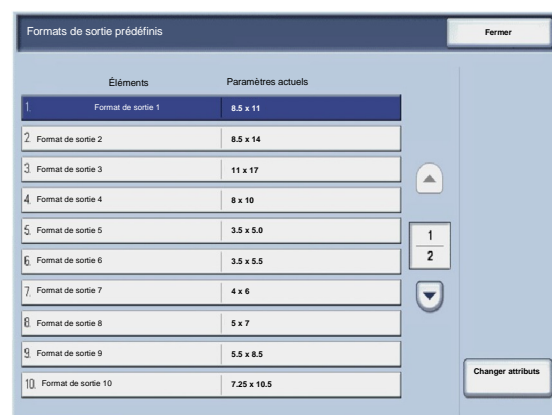 Formats de sortie prédéfinis
Fermer
Éléments Paramètres actuels
1. Format de sortie 1 8.5 x 11
2. Format de sortie 2 8.5 x 14
3. Format de sortie 3 11 x 17
4. Format de sortie 4 8 x 10
5. Format de sortie 5 3.5 x 5.0
6. Format de sortie 6 3.5 x 5.5
7. Format de sortie 7 4 x 6
8. Format de sortie 8 5 x 7
9. Format de sortie 9 5.5 x 8.5
10. Format de sortie 10 7.25 x 10.5
1
2
Changer attributs